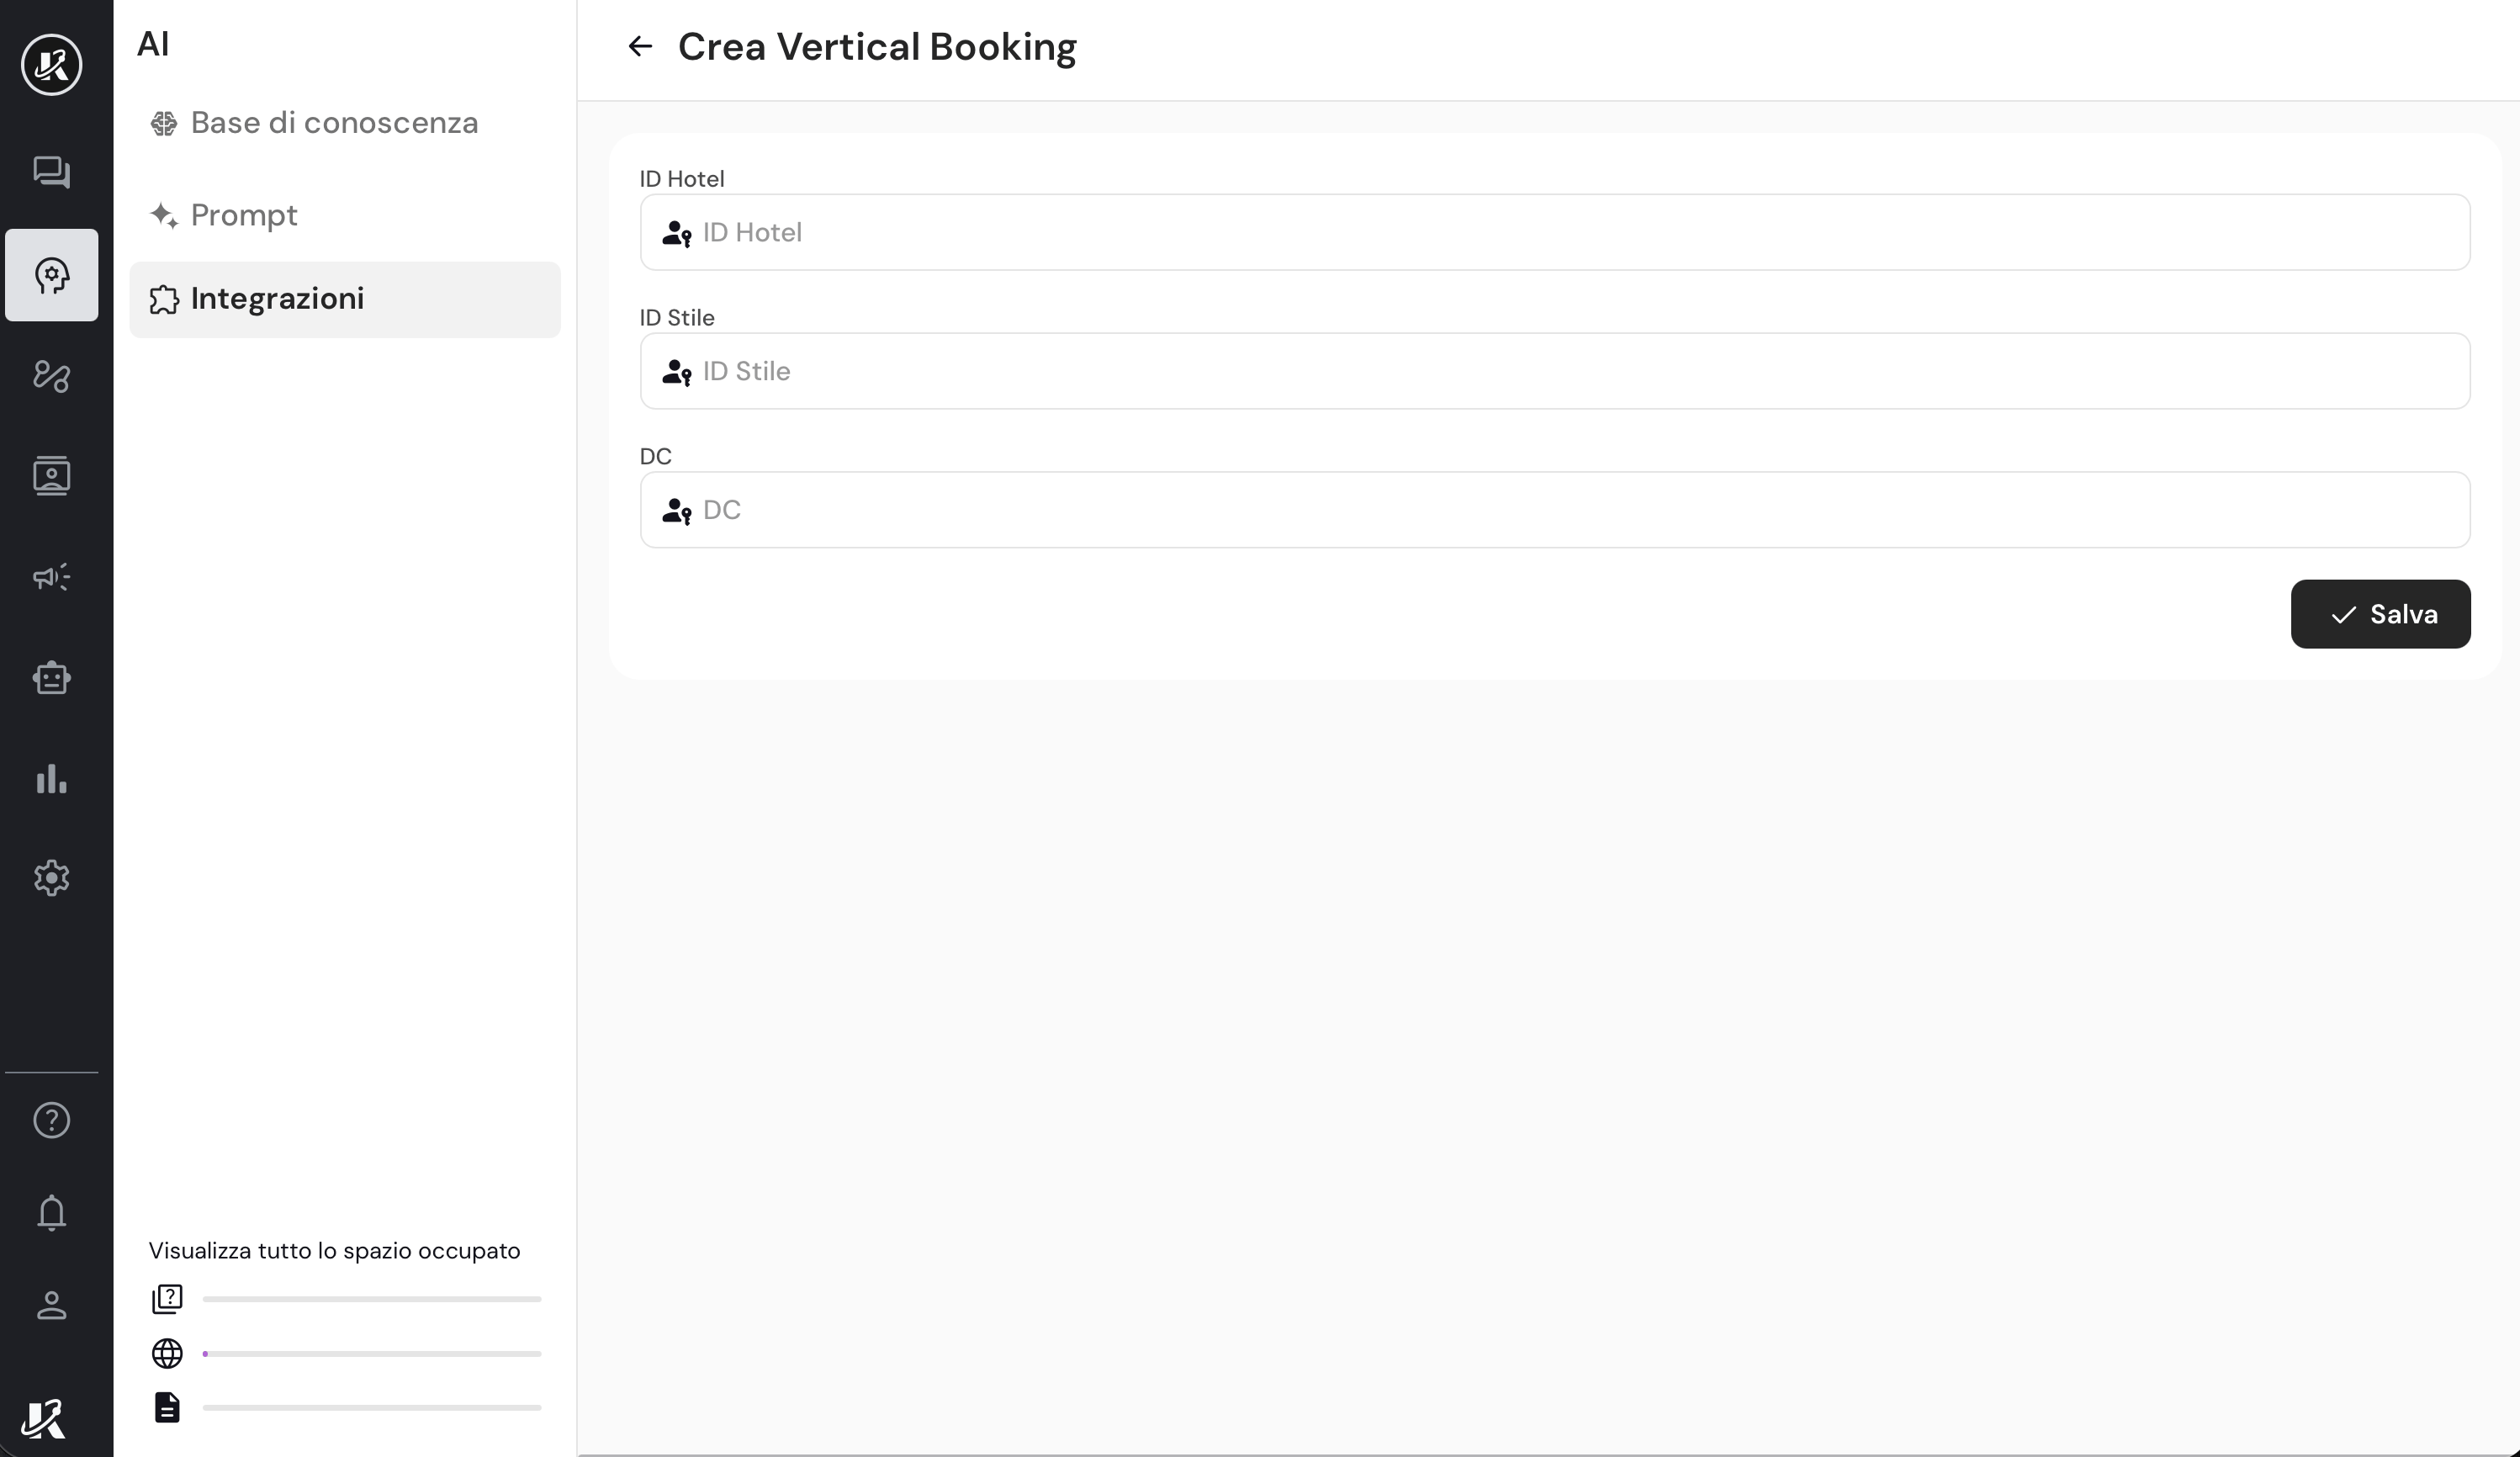 AI
Base di conoscenza
Prompt
Integrazioni
Visualizza tutto lo spazio occupato
Crea Vertical Booking
ID Hotel
ID Hotel
ID Stile
ID Stile
DC
DC
Salva